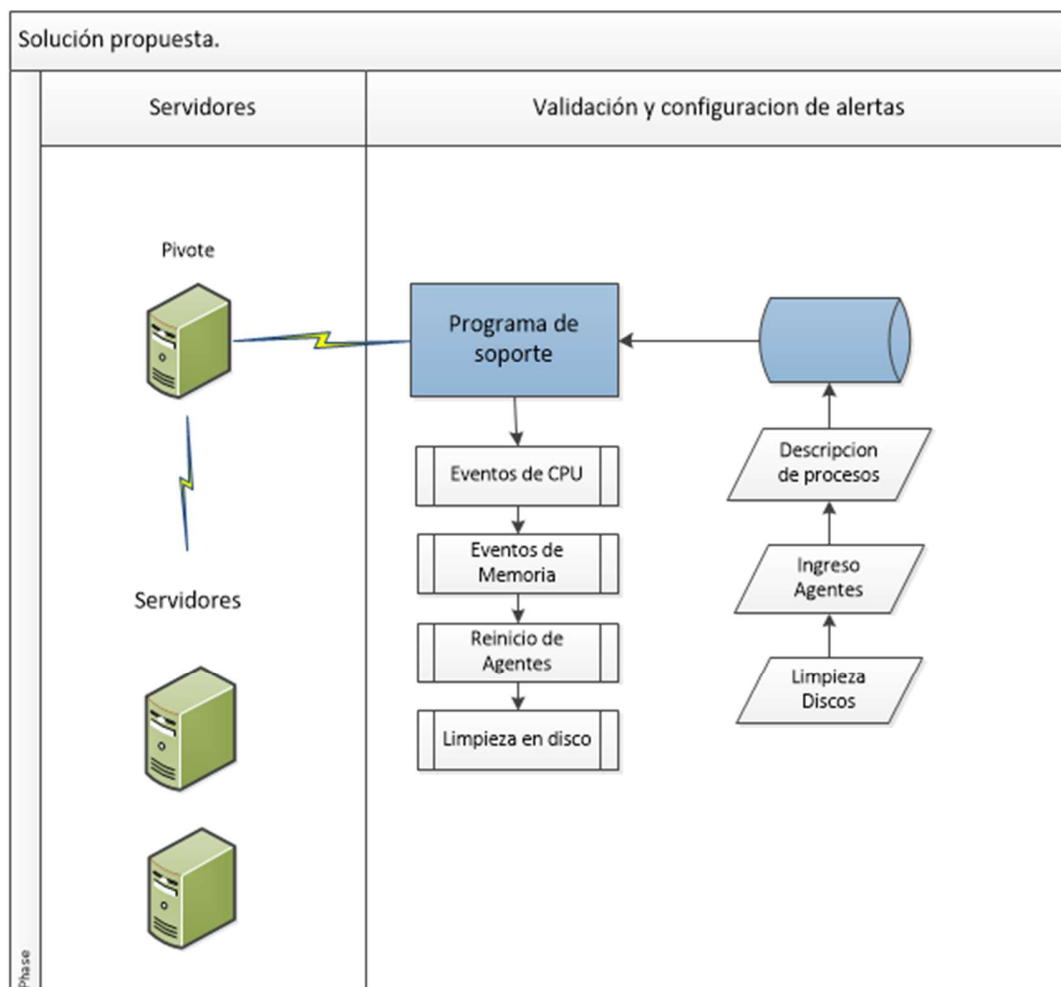 Solución propuesta.
Servidores
Validación y configuracion de alertas
Pivote
Programa de
soporte
Eventos de CPU
Eventos de
Memoria
Reinicio de
Agentes
Limpieza en disco
Descripcion
de procesos
Ingreso
Agentes
Limpieza
Discos
Servidores
Phase